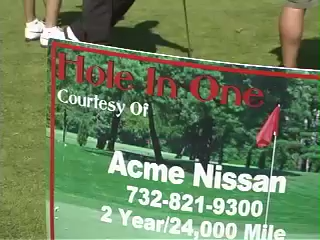 Hole In One
Courtesy Of
Acme Nissan
732-821-9300
2 Year/24,000 Mile